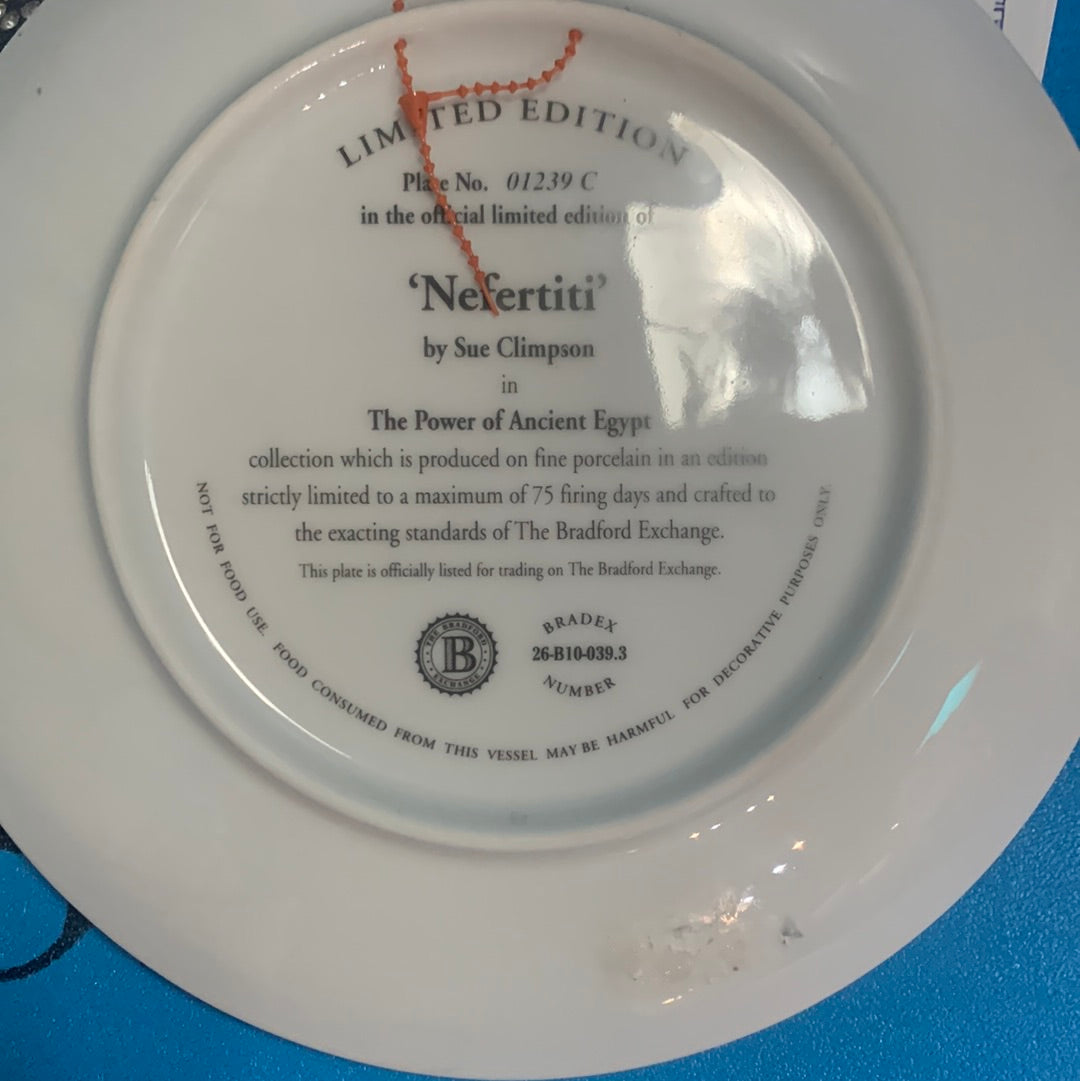 LIMITED EDITION
Plate No. 01239 C
in the official limited edition of
‘Nefertiti’
by Sue Climpson
in
The Power of Ancient Egypt
collection which is produced on fine porcelain in an edition
strictly limited to a maximum of 75 firing days and crafted to
the exacting standards of The Bradford Exchange.
This plate is officially listed for trading on The Bradford Exchange.
THE BRADFORD
B
EXCHANGE
BRADEX
26-B10-039.3
NUMBER
NOT FOR FOOD USE. FOOD CONSUMED FROM THIS VESSEL MAY BE HARMFUL FOR DECORATIVE PURPOSES ONLY.